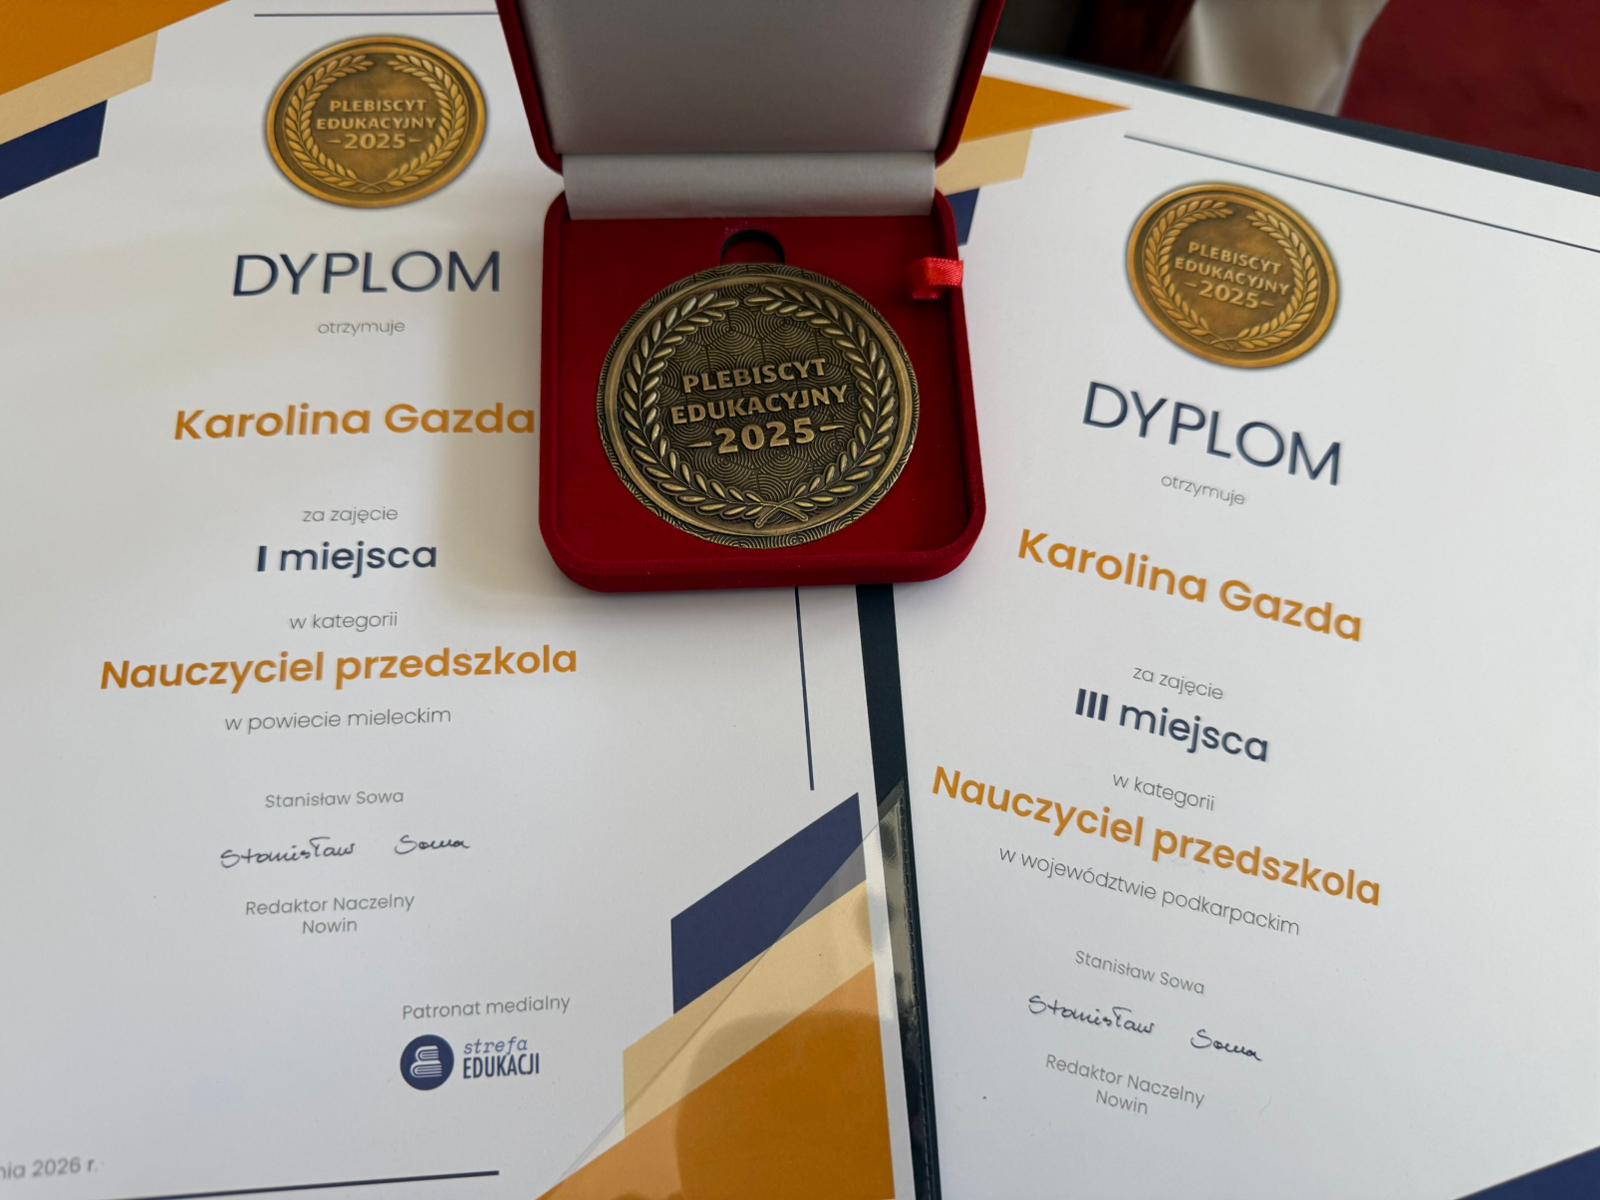 PLEBISCYT
EDUKACYJNY
2025
DYPLOM
otrzymuje
Karolina Gazda
za zajęcie
I miejsca
w kategorii
Nauczyciel przedszkola
w powiecie mieleckim
Stanisław Sowa
Stanisław Sowa
Redaktor Naczelny
Nowin
Patronat medialny
strefa
EDUKACJI
2026 r.
PLEBISCYT
EDUKACYJNY
-2025-
PLEBISCYT
EDUKACYJNY
-2025-
DYPLOM
otrzymuje
Karolina Gazda
za zajęcie
III miejsca
w kategorii
Nauczyciel przedszkola
w województwie podkarpackim
Stanisław Sowa
Stanisław Sowa
Redaktor Naczelny
Nowin